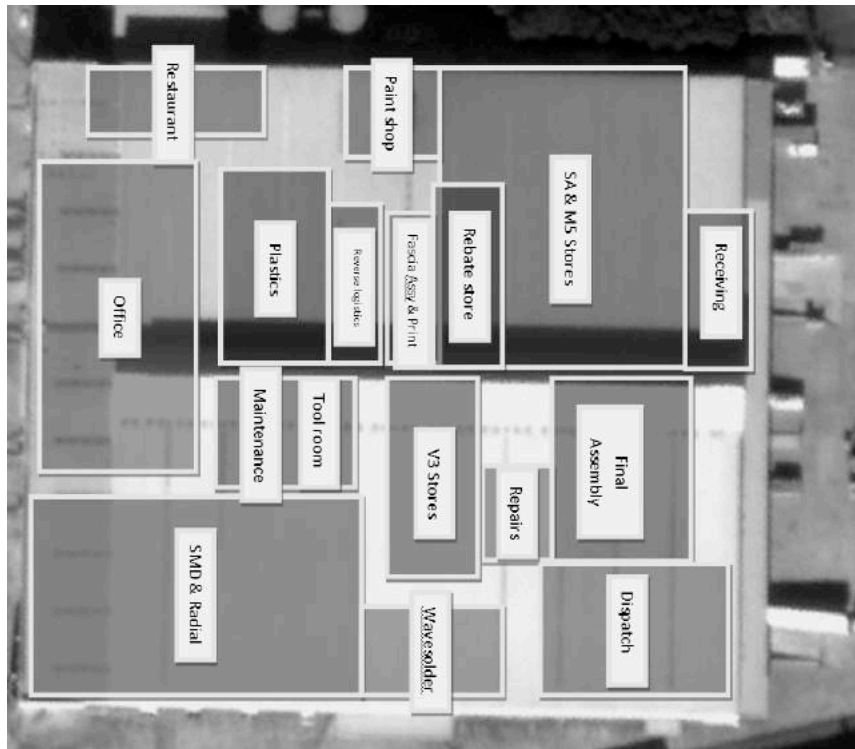 Receiving
SA & M5 Stores
Final
Assembly
Dispatch
Rebate store
Repairs
Fascia Assy & Print
V3 Stores
Wavesolder
Paint shop
Reverse logistics
Tool room
Plastics
Maintenance
SMD & Radial
Restaurant
Office